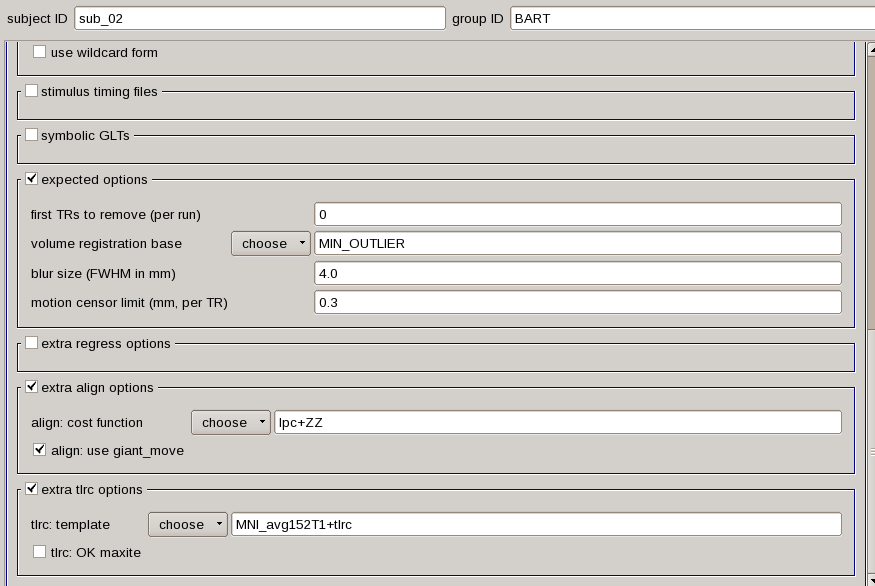 subject ID sub_02 group ID BART
use wildcard form
stimulus timing files
symbolic GLTs
expected options
first TRs to remove (per run) 0
volume registration base choose MIN_OUTLIER
blur size (FWHM in mm) 4.0
motion censor limit (mm, per TR) 0.3
extra regress options
extra align options
align: cost function choose lpc+ZZ
align: use giant_move
extra tlrc options
tlrc: template choose MNI_avg152T1+tlrc
tlrc: OK maxite